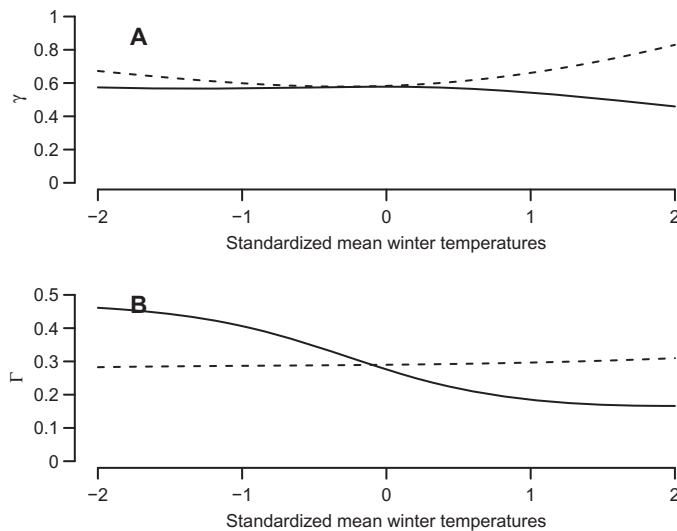 A
1
0.8
0.6
0.4
0.2
0
γ
−2 −1 0 1 2
Standardized mean winter temperatures
B
0.5
0.4
0.3
0.2
0.1
0
Γ
−2 −1 0 1 2
Standardized mean winter temperatures